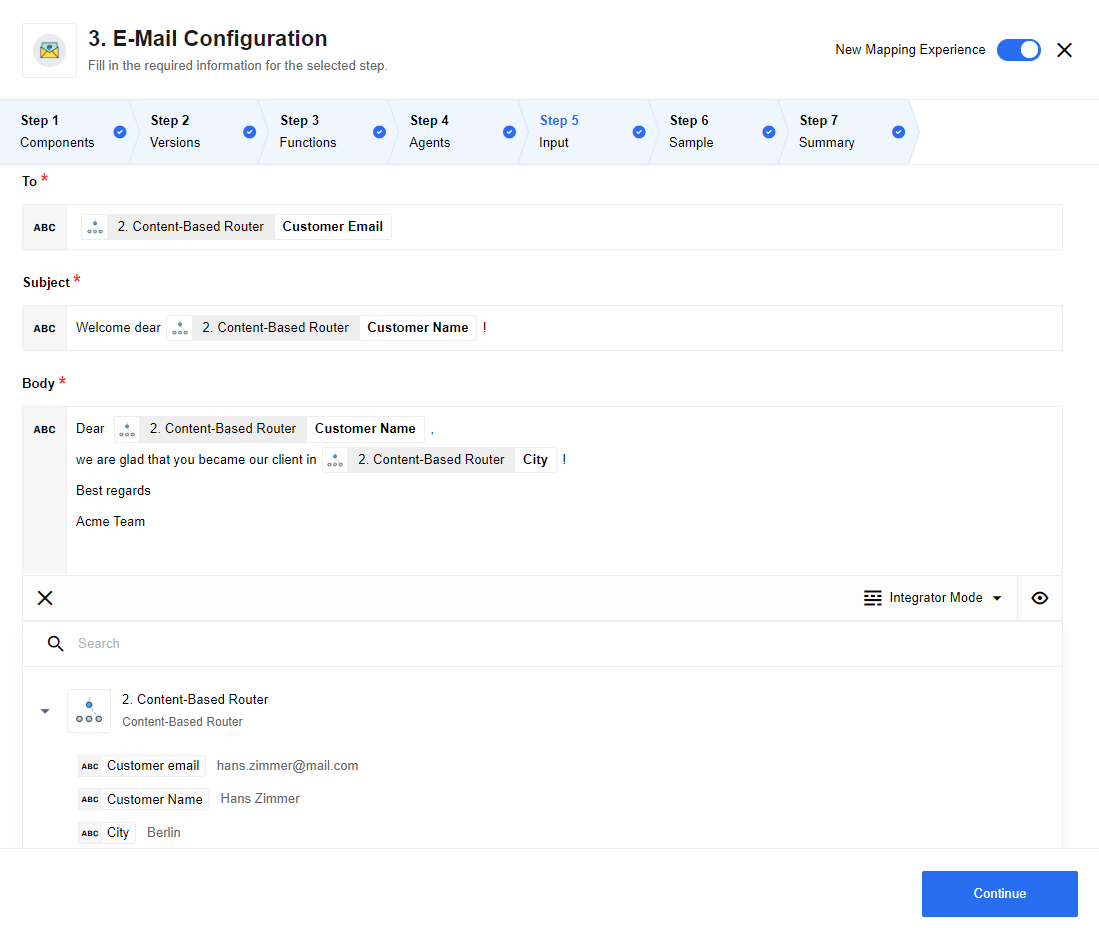 3. E-Mail Configuration
Fill in the required information for the selected step.
New Mapping Experience
Step 1
Components
Step 2
Versions
Step 3
Functions
Step 4
Agents
Step 5
Input
Step 6
Sample
Step 7
Summary
To *
ABC 2. Content-Based Router Customer Email
Subject *
ABC Welcome dear 2. Content-Based Router Customer Name !
Body *
ABC Dear 2. Content-Based Router Customer Name ,
we are glad that you became our client in 2. Content-Based Router City !
Best regards
Acme Team
Integrator Mode
Search
2. Content-Based Router
Content-Based Router
ABC Customer email hans.zimmer@mail.com
ABC Customer Name Hans Zimmer
ABC City Berlin
Continue